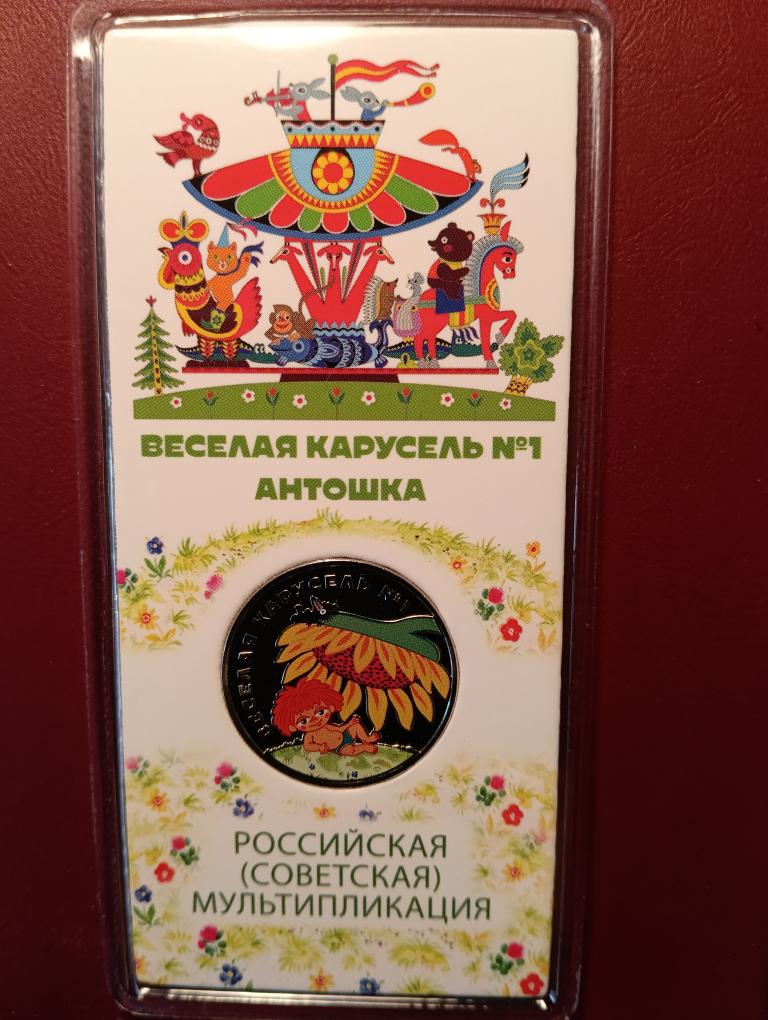 ВЕСЕЛАЯ КАРУСЕЛЬ №1
АНТОШКА
ВЕСЕЛАЯ КАРУСЕЛЬ №1
РОССИЙСКАЯ
(СОВЕТСКАЯ)
МУЛЬТИПЛИКАЦИЯ